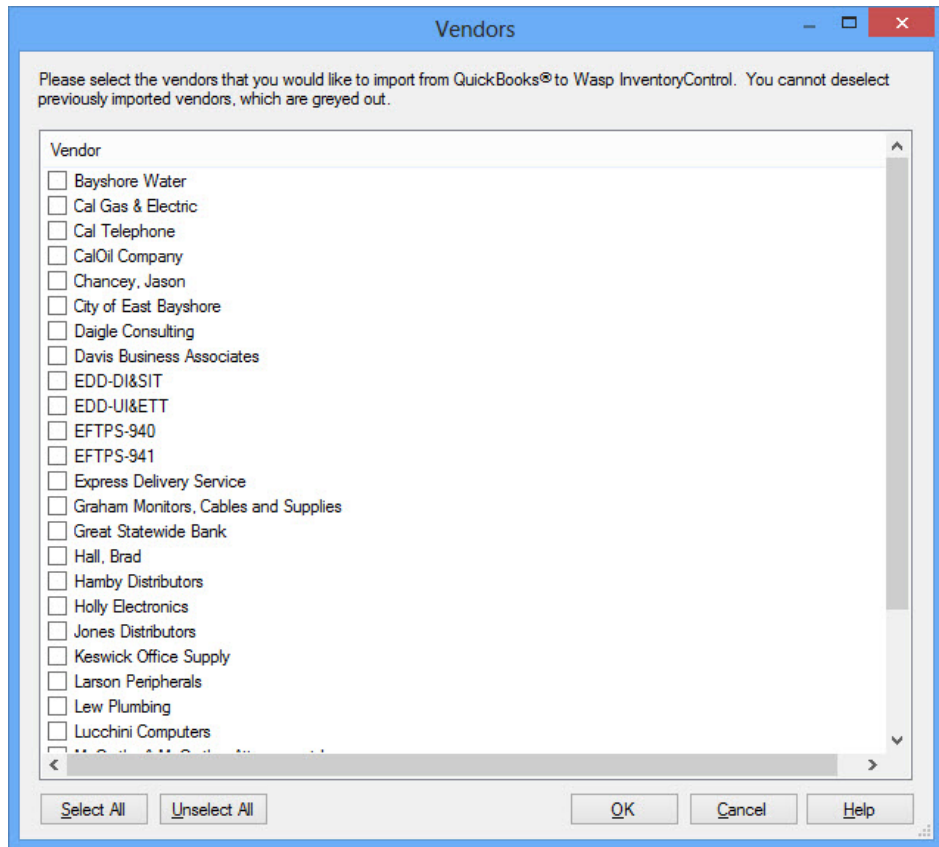 Vendors
Please select the vendors that you would like to import from QuickBooks® to Wasp InventoryControl. You cannot deselect
previously imported vendors, which are greyed out.
Vendor
Bayshore Water
Cal Gas & Electric
Cal Telephone
CalOil Company
Chancey, Jason
City of East Bayshore
Daigle Consulting
Davis Business Associates
EDD-DI&SIT
EDD-UI&ETT
EFTPS-940
EFTPS-941
Express Delivery Service
Graham Monitors, Cables and Supplies
Great Statewide Bank
Hall, Brad
Hamby Distributors
Holly Electronics
Jones Distributors
Keswick Office Supply
Larson Peripherals
Lew Plumbing
Lucchini Computers
Select All Unselect All OK Cancel Help